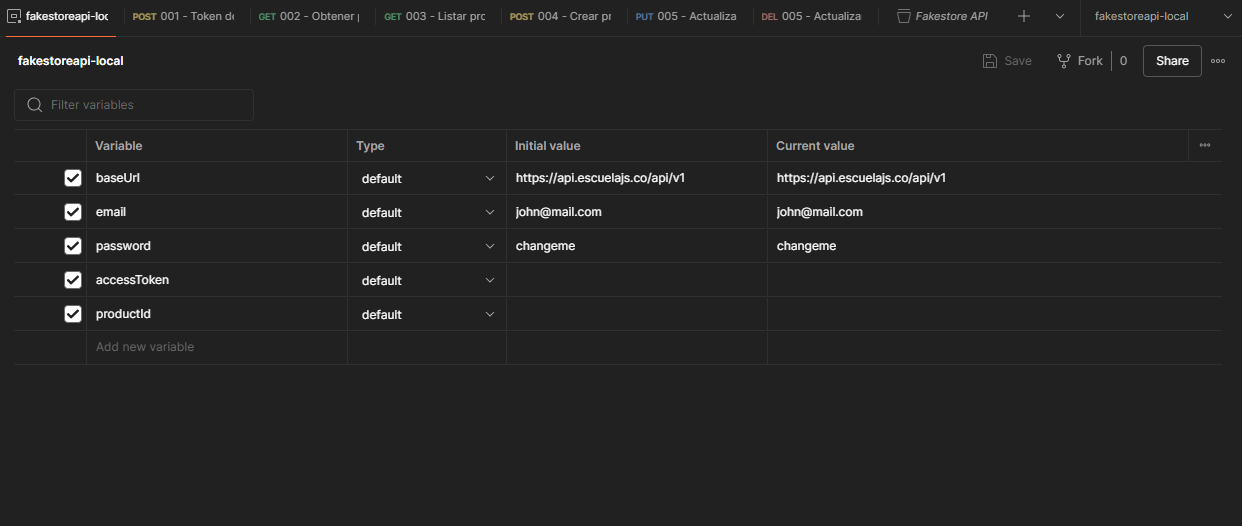 fakestoreapi-loc POST 001 - Token de GET 002 - Obtener p GET 003 - Listar pro POST 004 - Crear pr PUT 005 - Actualiza DEL 005 - Actualiza Fakestore API fakestoreapi-local
fakestoreapi-local Save Fork 0 Share
Filter variables
Variable Type Initial value Current value
baseUrl default https://api.escuelajs.co/api/v1 https://api.escuelajs.co/api/v1
email default john@mail.com john@mail.com
password default changeme changeme
accessToken default
productId default
Add new variable